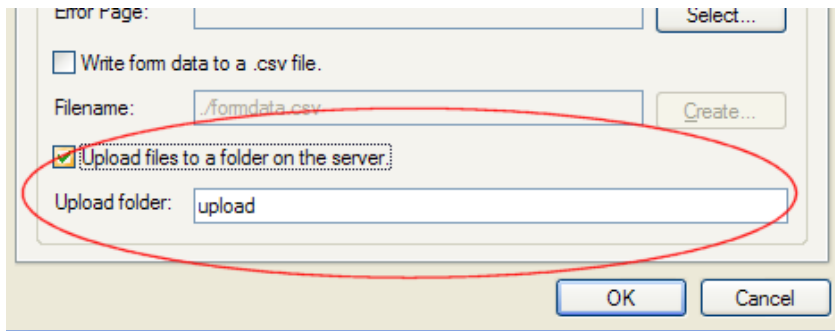 Error Page:
Select...
Write form data to a .csv file.
Filename: ./formdata.csv Create...
Upload files to a folder on the server.
Upload folder: upload
OK Cancel